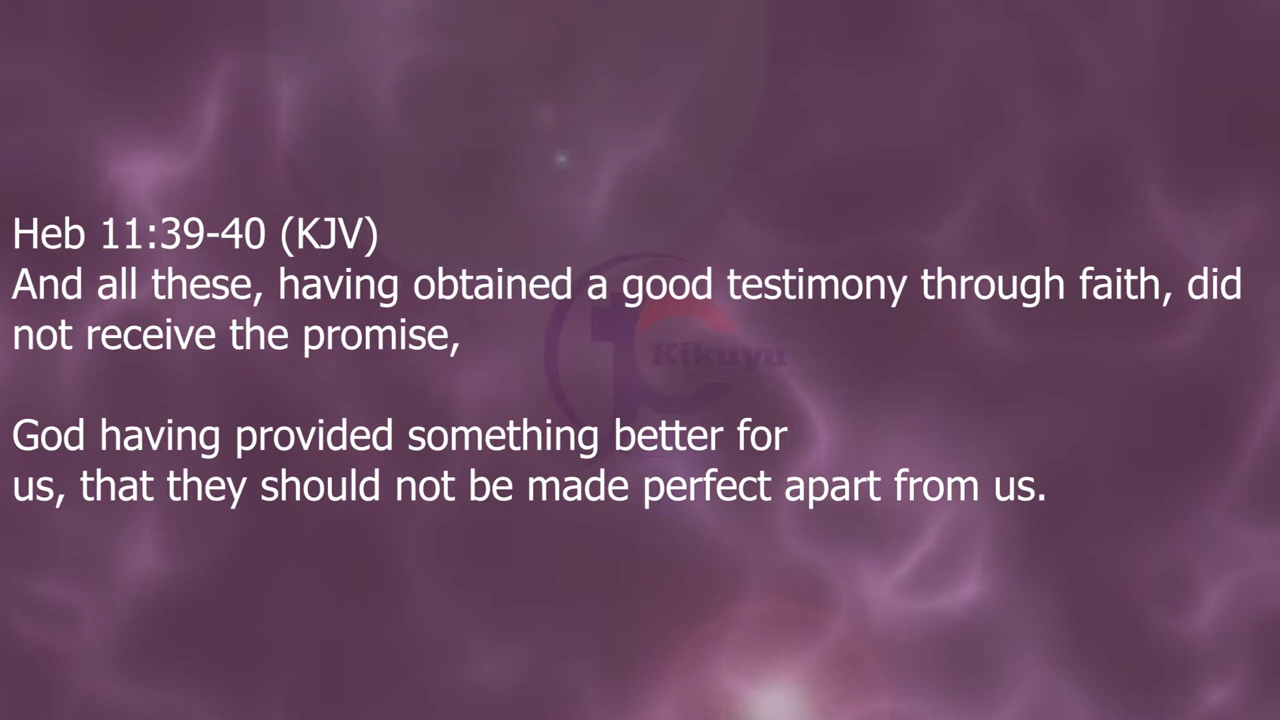 Heb 11:39-40 (KJV)
And all these, having obtained a good testimony through faith, did
not receive the promise,
God having provided something better for
us, that they should not be made perfect apart from us.
Kikuyu